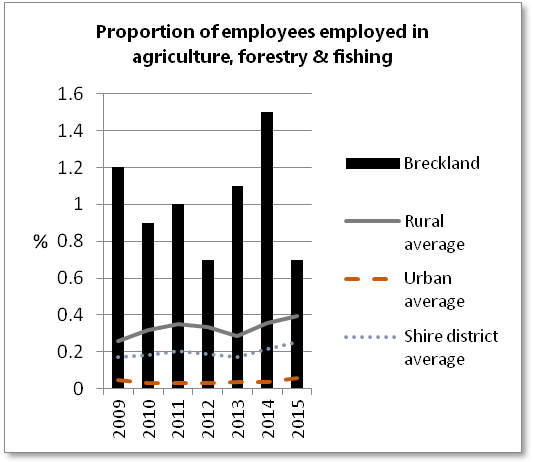 Proportion of employees employed in
agriculture, forestry & fishing
1.6
1.4
1.2
1
0.8
0.6
0.4
0.2
0
%
2009
2010
2011
2012
2013
2014
2015
Breckland
Rural
average
Urban
average
Shire district
average